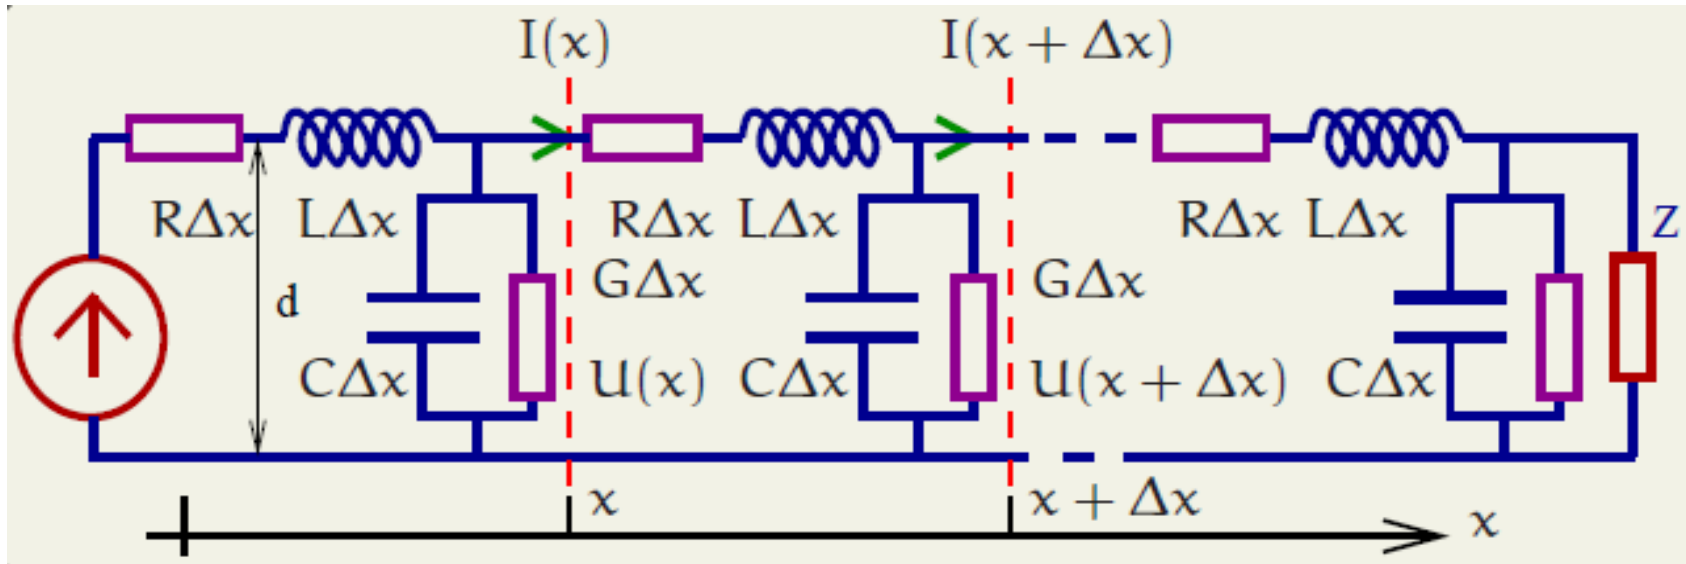 I(x) I(x + Δx)
RΔx LΔx RΔx LΔx RΔx LΔx Z
d GΔx GΔx
CΔx U(x) CΔx U(x + Δx) CΔx
x x + Δx x